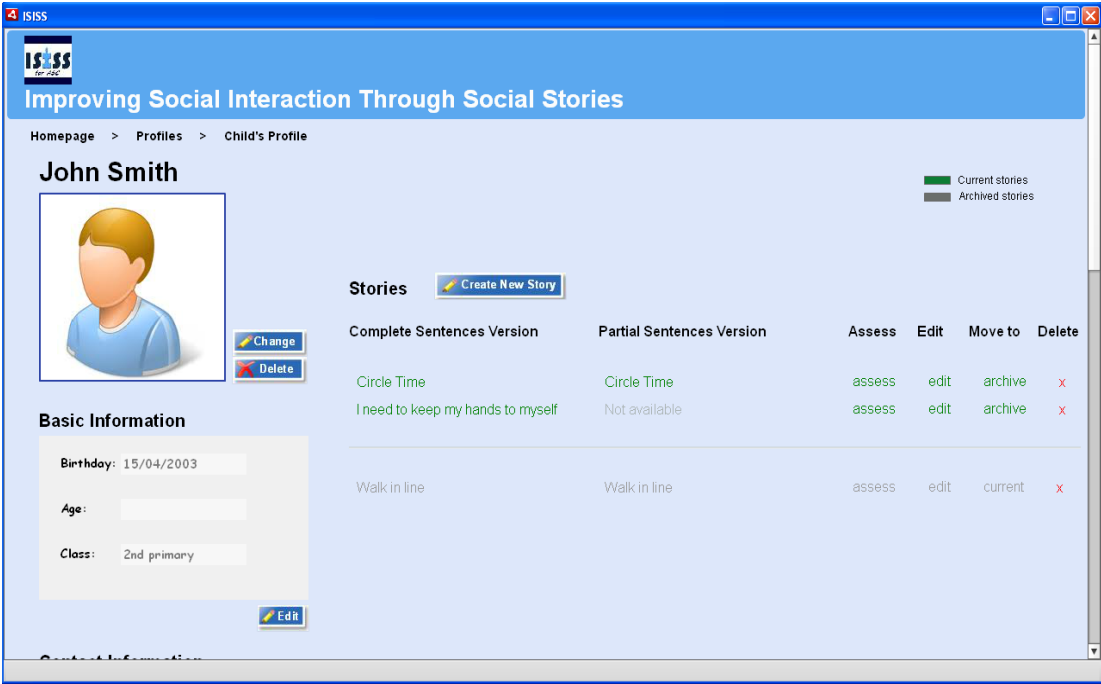 ISISS
ISISS
for ASC
Improving Social Interaction Through Social Stories
Homepage > Profiles > Child's Profile
John Smith
Current stories
Archived stories
Change
Delete
Stories
Create New Story
Complete Sentences Version Partial Sentences Version Assess Edit Move to Delete
Circle Time Circle Time assess edit archive x
I need to keep my hands to myself Not available assess edit archive x
Walk in line Walk in line assess edit current x
Basic Information
Birthday: 15/04/2003
Age:
Class: 2nd primary
Edit
Contact Information